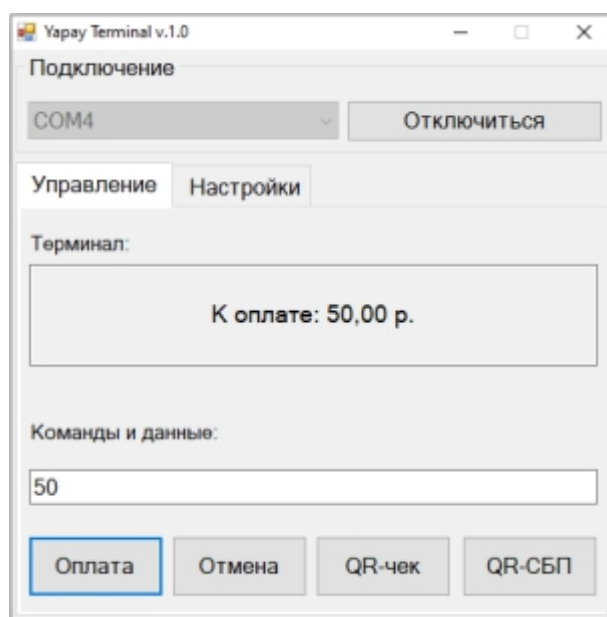 Yapay Terminal v.1.0
Подключение
COM4 Отключиться
Управление Настройки
Терминал:
К оплате: 50,00 р.
Команды и данные:
50
Оплата Отмена QR-чек QR-СБП